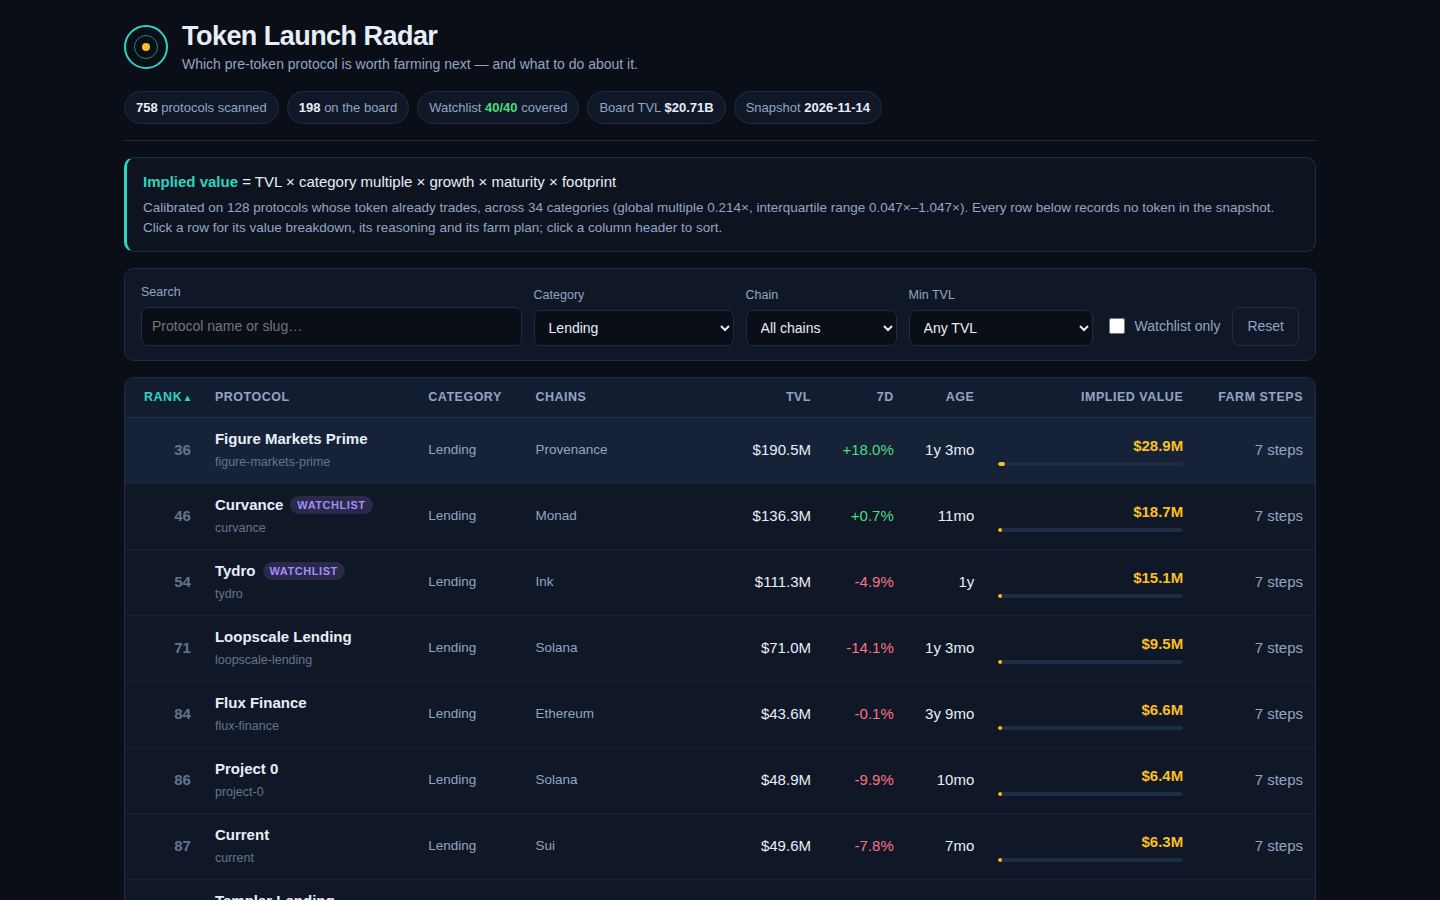 Token Launch Radar
Which pre-token protocol is worth farming next — and what to do about it.
758 protocols scanned
198 on the board
Watchlist 40/40 covered
Board TVL $20.71B
Snapshot 2026-11-14
Implied value = TVL × category multiple × growth × maturity × footprint
Calibrated on 128 protocols whose token already trades, across 34 categories (global multiple 0.214×, interquartile range 0.047×–1.047×). Every row below records no token in the snapshot.
Click a row for its value breakdown, its reasoning and its farm plan; click a column header to sort.
Search
Category
Chain
Min TVL
Protocol name or slug…
Lending
All chains
Any TVL
Watchlist only
Reset
RANK▲ PROTOCOL CATEGORY CHAINS TVL 7D AGE IMPLIED VALUE FARM STEPS
36 Figure Markets Prime Lending Provenance $190.5M +18.0% 1y 3mo $28.9M 7 steps
figure-markets-prime
46 Curvance WATCHLIST Lending Monad $136.3M +0.7% 11mo $18.7M 7 steps
curvance
54 Tydro WATCHLIST Lending Ink $111.3M -4.9% 1y $15.1M 7 steps
tydro
71 Loopscale Lending Lending Solana $71.0M -14.1% 1y 3mo $9.5M 7 steps
loopscale-lending
84 Flux Finance Lending Ethereum $43.6M -0.1% 3y 9mo $6.6M 7 steps
flux-finance
86 Project 0 Lending Solana $48.9M -9.9% 10mo $6.4M 7 steps
project-0
87 Current Lending Sui $49.6M -7.8% 7mo $6.3M 7 steps
current
Templar Lending